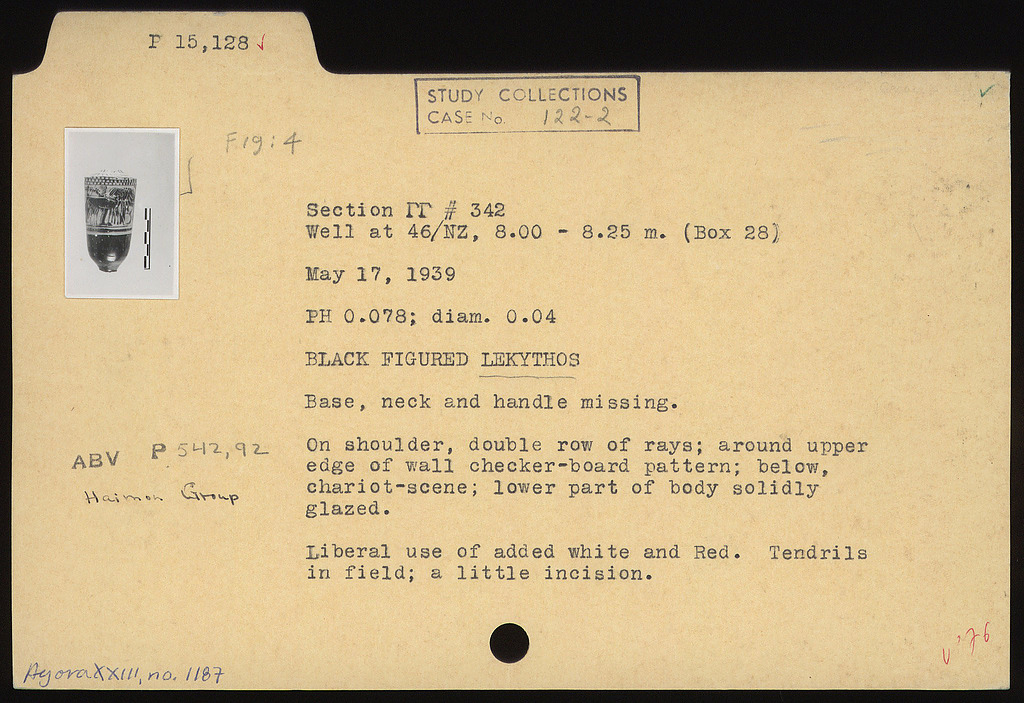 P 15,128 ✓
STUDY COLLECTIONS
CASE No. 122-2
Fig: 4
Section ΠΓ # 342
Well at 46/NZ, 8.00 - 8.25 m. (Box 28)
May 17, 1939
PH 0.078; diam. 0.04
BLACK FIGURED LEKYTHOS
Base, neck and handle missing.
ABV P 542,92
Haimon Group
On shoulder, double row of rays; around upper
edge of wall checker-board pattern; below,
chariot-scene; lower part of body solidly
glazed.
Liberal use of added white and Red. Tendrils
in field; a little incision.
Agora XXIII, no. 1187
V '76